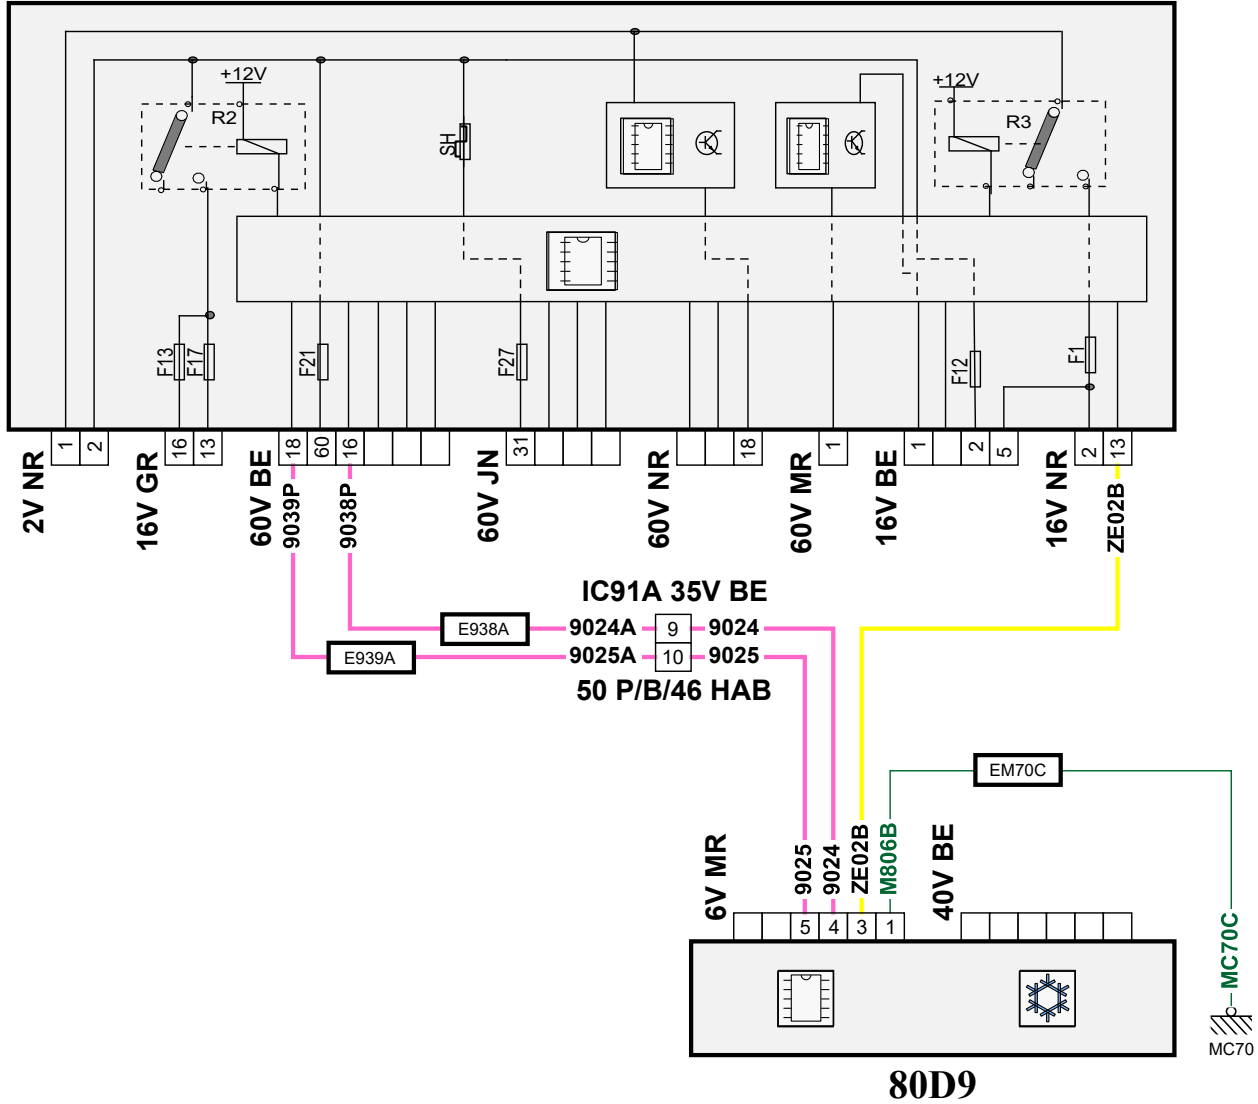 +12V
R2
SH
+12V
R3
F13
F17
F21
F27
F12
F1
2V NR
1
2
16V GR
16
13
60V BE
18
60
16
60V JN
31
60V NR
18
60V MR
1
16V BE
1
2
5
16V NR
2
13
9039P
9038P
ZE02B
IC91A 35V BE
E938A
9024A
9
9024
E939A
9025A
10
9025
50 P/B/46 HAB
EM70C
6V MR
9025
9024
ZE02B
M806B
40V BE
5
4
3
1
MC70C
MC70
80D9